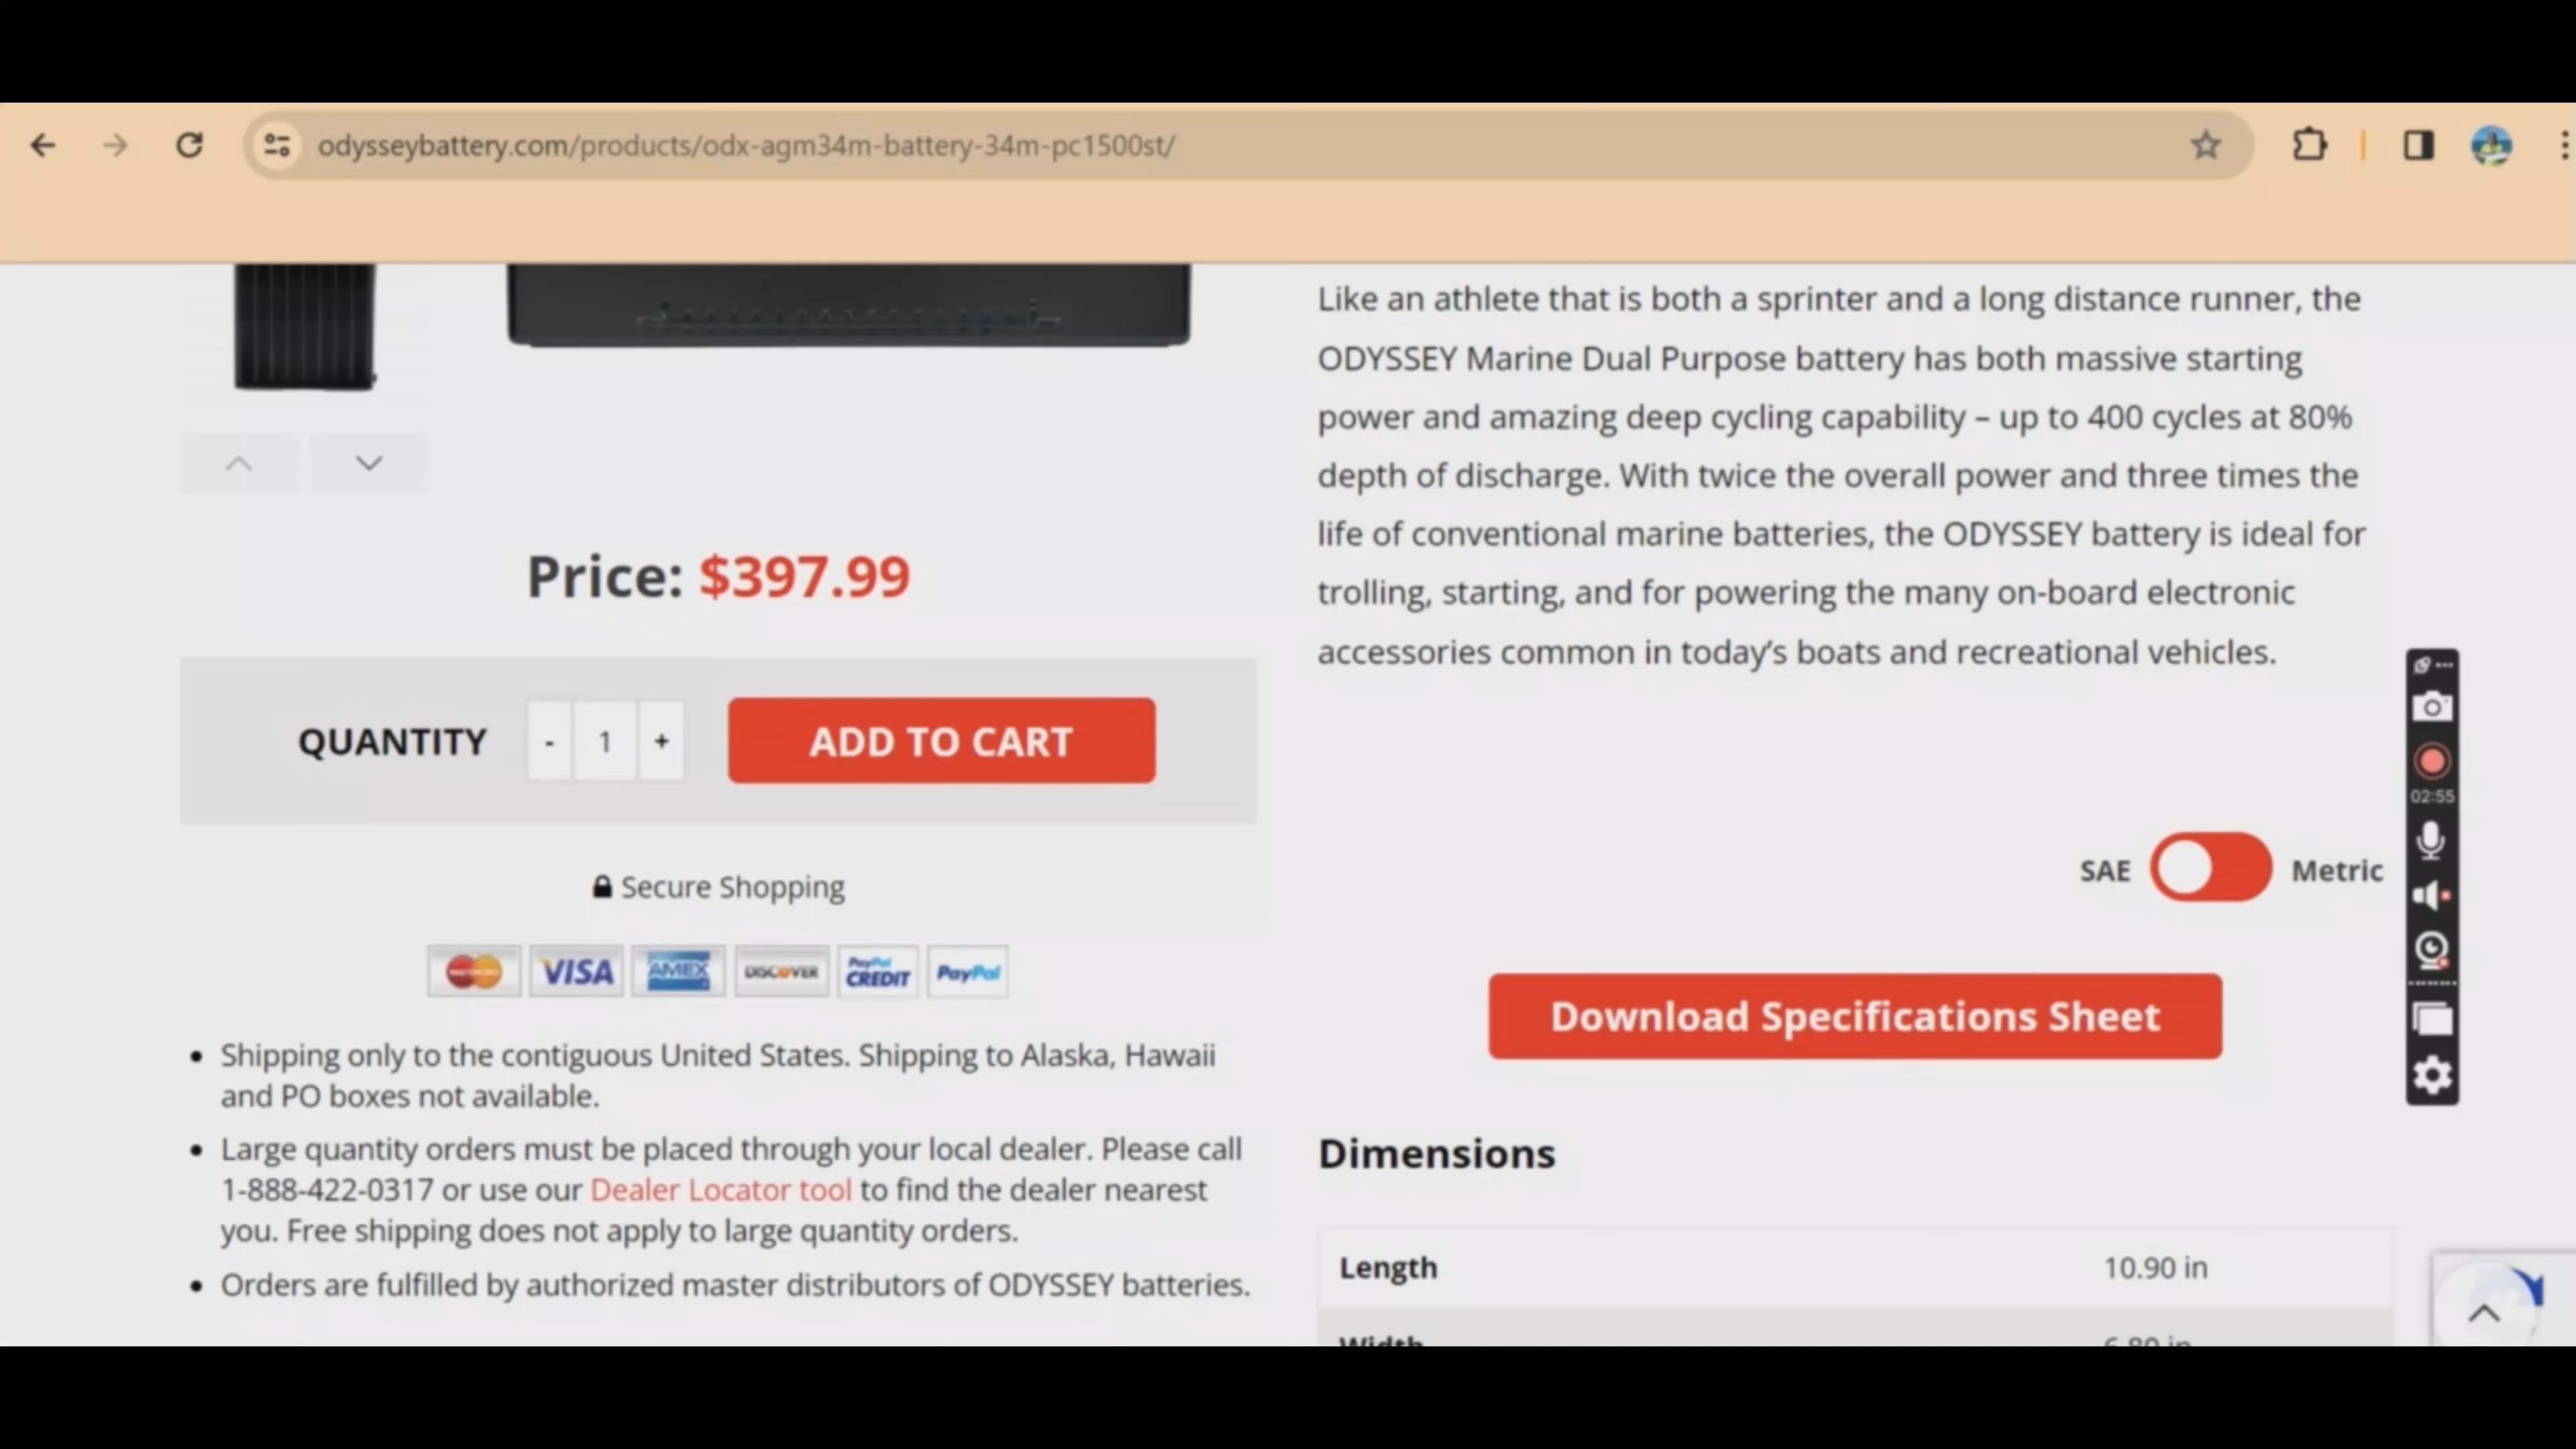 odysseybattery.com/products/odx-agm34m-battery-34m-pc1500st/
Like an athlete that is both a sprinter and a long distance runner, the
ODYSSEY Marine Dual Purpose battery has both massive starting
power and amazing deep cycling capability – up to 400 cycles at 80%
depth of discharge. With twice the overall power and three times the
life of conventional marine batteries, the ODYSSEY battery is ideal for
trolling, starting, and for powering the many on-board electronic
accessories common in today’s boats and recreational vehicles.
Price: $397.99
QUANTITY - 1 + ADD TO CART
Secure Shopping
MasterCard VISA AMEX DISCOVER PayPal CREDIT PayPal
• Shipping only to the contiguous United States. Shipping to Alaska, Hawaii
and PO boxes not available.
• Large quantity orders must be placed through your local dealer. Please call
1-888-422-0317 or use our Dealer Locator tool to find the dealer nearest
you. Free shipping does not apply to large quantity orders.
• Orders are fulfilled by authorized master distributors of ODYSSEY batteries.
02:55
SAE Metric
Download Specifications Sheet
Dimensions
Length 10.90 in
Width 6.80 in